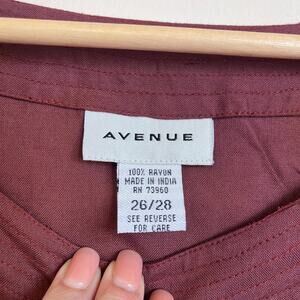 AVENUE
100% RAYON
MADE IN INDIA
RN 73960
26/28
SEE REVERSE
FOR CARE